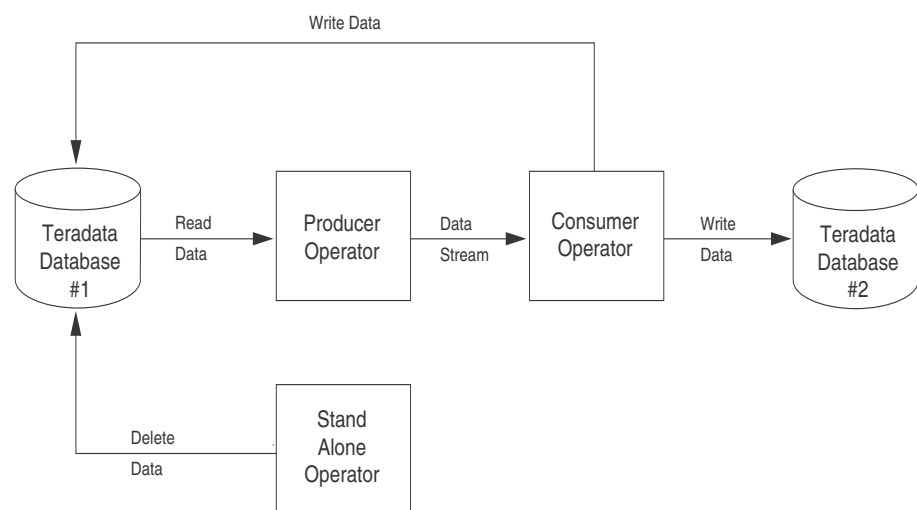 Write Data
Teradata
Database
#1
Read
Data
Producer
Operator
Data
Stream
Consumer
Operator
Write
Data
Teradata
Database
#2
Delete
Data
Stand
Alone
Operator